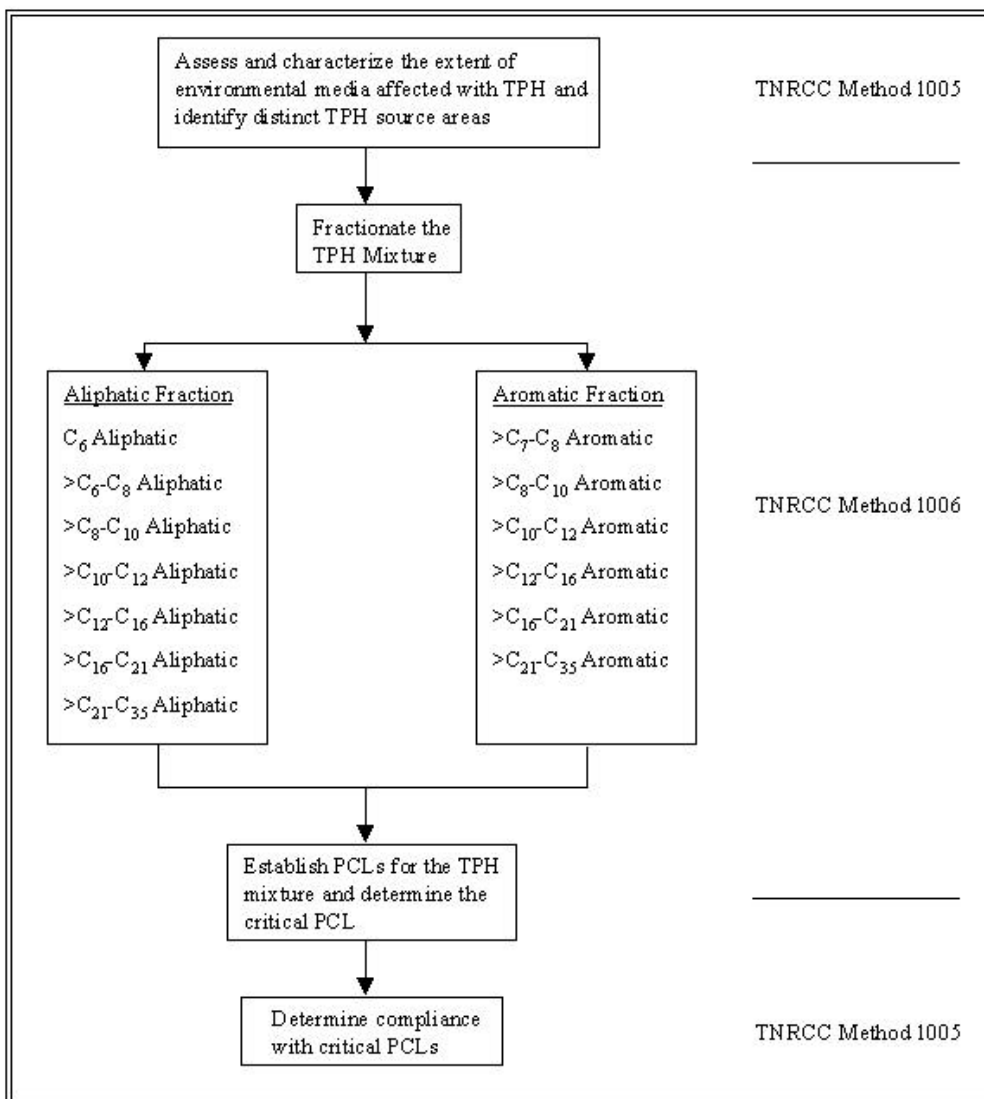 Assess and characterize the extent of
environmental media affected with TPH and
identify distinct TPH source areas
TNRCC Method 1005
Fractionate the
TPH Mixture
Aliphatic Fraction
C6 Aliphatic
>C6-C8 Aliphatic
>C8-C10 Aliphatic
>C10-C12 Aliphatic
>C12-C16 Aliphatic
>C16-C21 Aliphatic
>C21-C35 Aliphatic
Aromatic Fraction
>C7-C8 Aromatic
>C8-C10 Aromatic
>C10-C12 Aromatic
>C12-C16 Aromatic
>C16-C21 Aromatic
>C21-C35 Aromatic
TNRCC Method 1006
Establish PCLs for the TPH
mixture and determine the
critical PCL
Determine compliance
with critical PCLs
TNRCC Method 1005